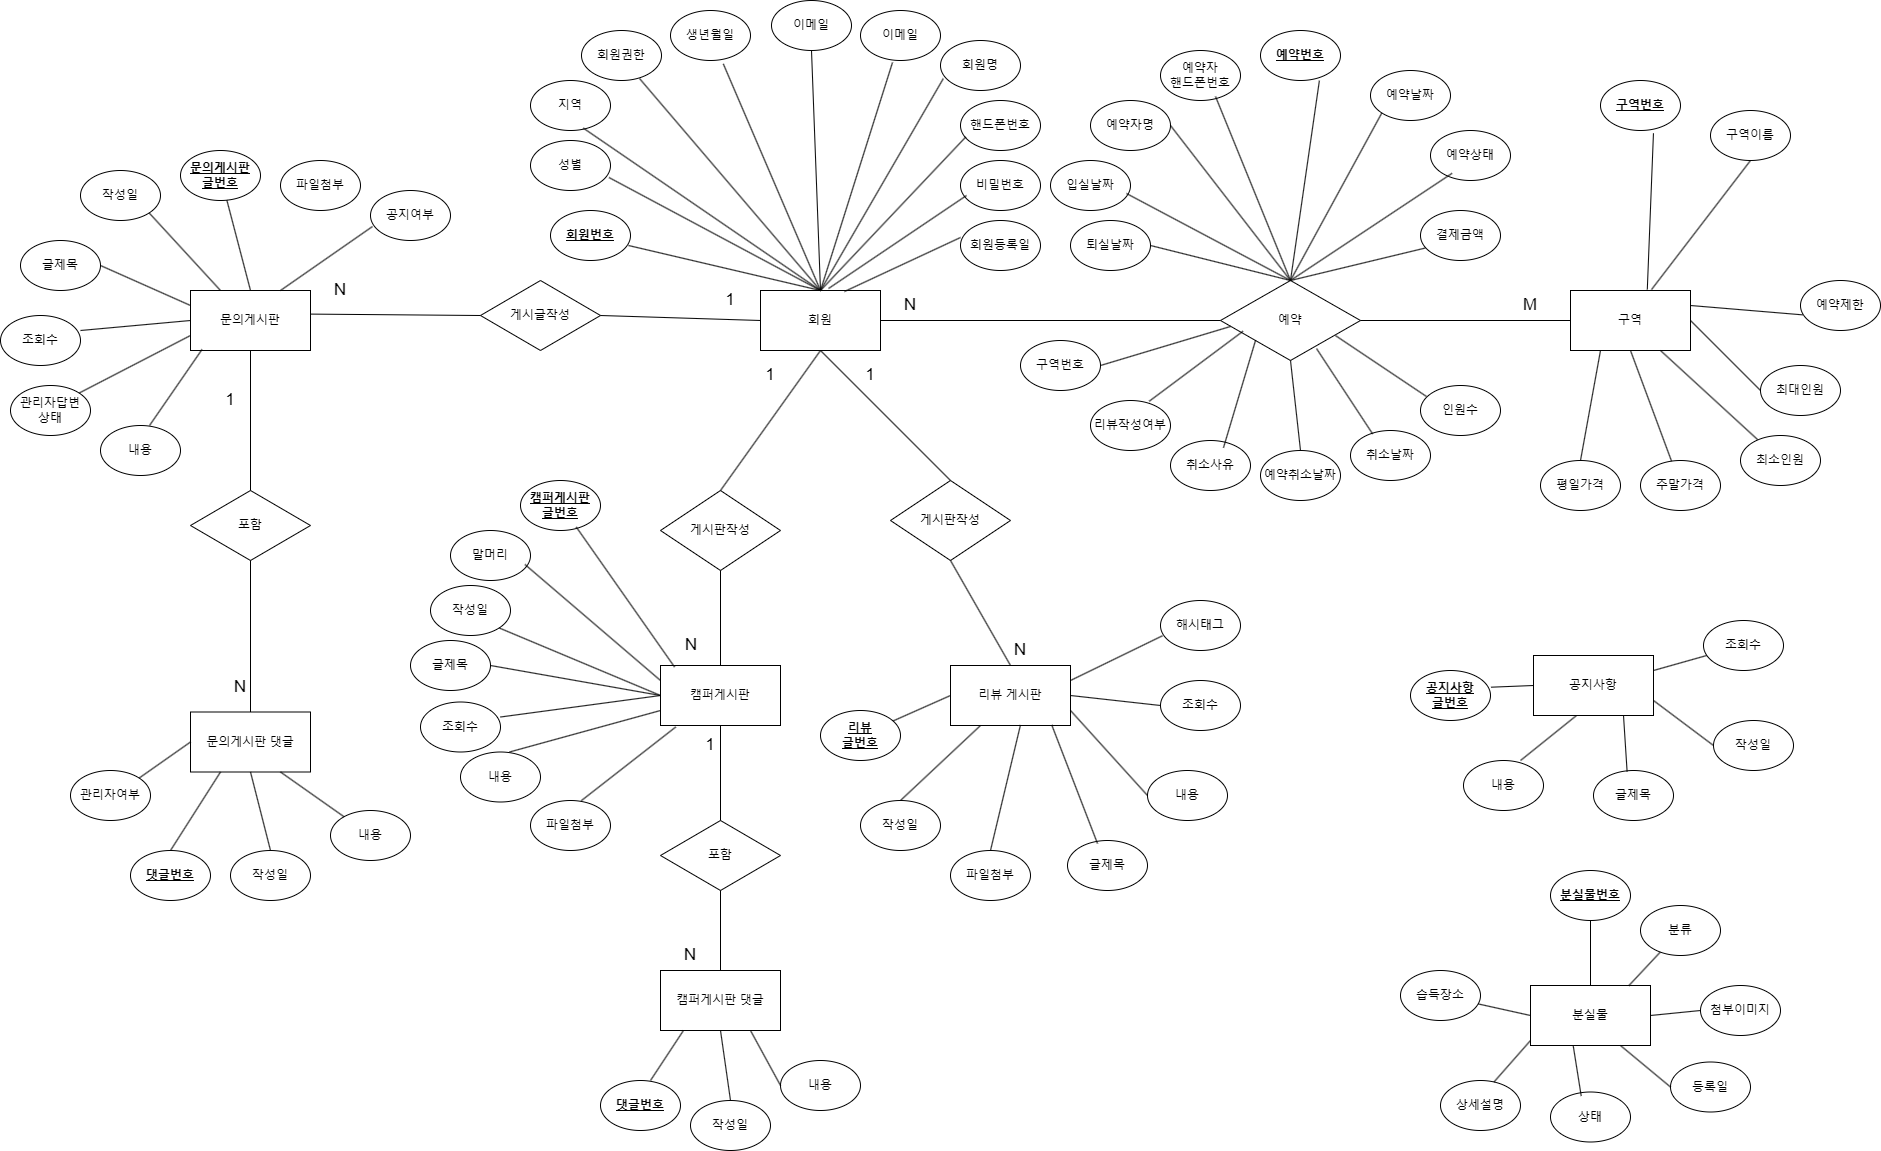 이메일
생년월일
이메일
회원권한
회원명
지역
핸드폰번호
성별
비밀번호
회원번호
회원등록일
예약번호
예약자
핸드폰번호
예약날짜
예약자명
예약상태
입실날짜
퇴실날짜
결제금액
구역번호
구역이름
예약제한
최대인원
최소인원
주말가격
평일가격
문의게시판
글번호
파일첨부
작성일
공지여부
글제목
조회수
관리자답변
상태
내용
문의게시판
N
게시글작성
1
회원
N
예약
M
구역
구역번호
리뷰작성여부
취소사유
예약취소날짜
취소날짜
인원수
1
1
1
포함
N
문의게시판 댓글
관리자여부
댓글번호
작성일
내용
캠퍼게시판
글번호
게시판작성
게시판작성
말머리
작성일
글제목
조회수
내용
파일첨부
N
캠퍼게시판
1
포함
N
캠퍼게시판 댓글
댓글번호
작성일
내용
N
리뷰 게시판
해시태그
조회수
리뷰
글번호
내용
작성일
파일첨부
글제목
공지사항
조회수
공지사항
글번호
작성일
내용
글제목
분실물번호
분류
습득장소
첨부이미지
분실물
등록일
상세설명
상태